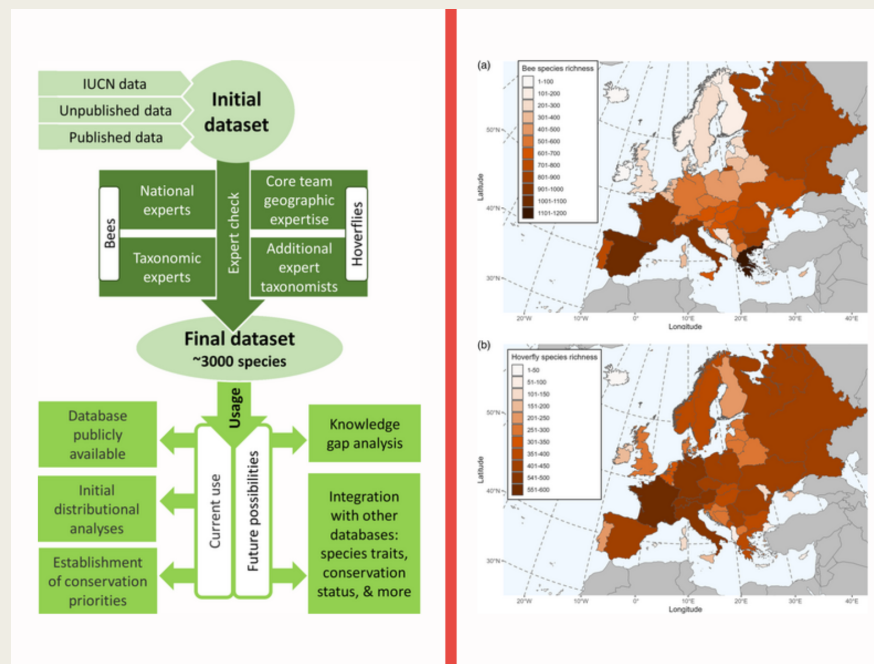 IUCN data
Unpublished data
Published data
Initial
dataset
Bees
National
experts
Taxonomic
experts
Expert check
Core team
geographic
expertise
Additional
expert
taxonomists
Hoverflies
Final dataset
~3000 species
Usage
Database
publicly
available
Initial
distributional
analyses
Establishment
of conservation
priorities
Current use
Future possibilities
Knowledge
gap analysis
Integration
with other
databases:
species traits,
conservation
status, & more
(a)
Bee species richness
1-100
101-200
201-300
301-400
401-500
501-600
601-700
701-800
801-900
901-1000
1001-1100
1101-1200
50°N
40°N
30°N
Latitude
20°W
10°W
0°
10°E
20°E
30°E
40°E
Longitude
(b)
Hoverfly species richness
1-50
51-100
101-150
151-200
201-250
251-300
301-350
351-400
401-450
541-500
551-600
50°N
40°N
30°N
Latitude
20°W
10°W
0°
10°E
20°E
30°E
40°E
Longitude